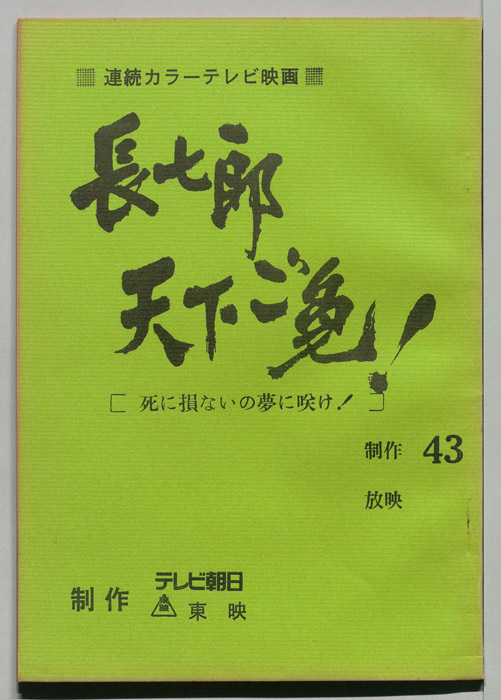 連続カラーテレビ映画
長七郎
天下ご免！
［死に損ないの夢に咲け！］
制作 43
放映
制作 テレビ朝日
東映